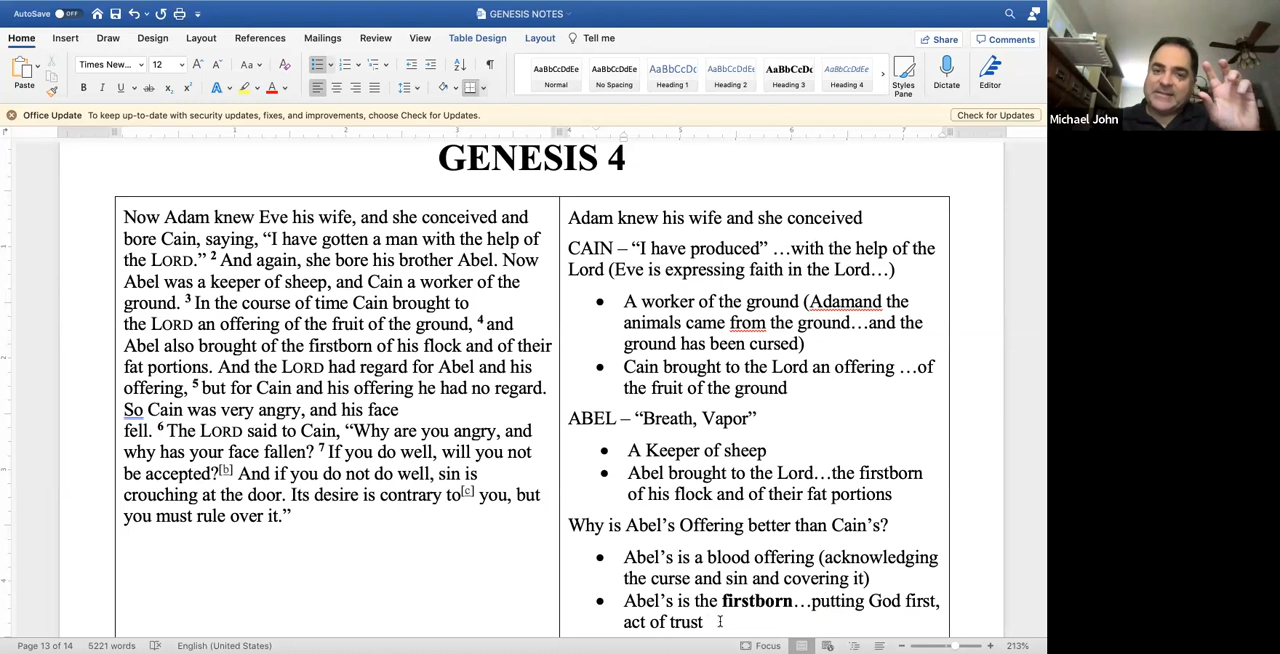 AutoSave OFF
GENESIS NOTES
Home Insert Draw Design Layout References Mailings Review View Table Design Layout Tell me
Share Comments
Paste
Times New... 12
B I U ab x₂ x² A A
AaBbCcDdEe AaBbCcDdEe AaBbCcDc AaBbCcDdEe AaBbCcDdE AaBbCcDdEe
Normal No Spacing Heading 1 Heading 2 Heading 3 Heading 4
Styles Pane
Dictate
Editor
Office Update To keep up-to-date with security updates, fixes, and improvements, choose Check for Updates.
Check for Updates
1 2 3 4 5 6 7
GENESIS 4
Now Adam knew Eve his wife, and she conceived and
bore Cain, saying, “I have gotten a man with the help of
the LORD.” 2 And again, she bore his brother Abel. Now
Abel was a keeper of sheep, and Cain a worker of the
ground. 3 In the course of time Cain brought to
the LORD an offering of the fruit of the ground, 4 and
Abel also brought of the firstborn of his flock and of their
fat portions. And the LORD had regard for Abel and his
offering, 5 but for Cain and his offering he had no regard.
So Cain was very angry, and his face
fell. 6 The LORD said to Cain, “Why are you angry, and
why has your face fallen? 7 If you do well, will you not
be accepted?[b] And if you do not do well, sin is
crouching at the door. Its desire is contrary to[c] you, but
you must rule over it.”
Adam knew his wife and she conceived
CAIN – “I have produced” …with the help of the
Lord (Eve is expressing faith in the Lord…)
• A worker of the ground (Adamand the
animals came from the ground…and the
ground has been cursed)
• Cain brought to the Lord an offering …of
the fruit of the ground
ABEL – “Breath, Vapor”
• A Keeper of sheep
• Abel brought to the Lord…the firstborn
of his flock and of their fat portions
Why is Abel’s Offering better than Cain’s?
• Abel’s is a blood offering (acknowledging
the curse and sin and covering it)
• Abel’s is the firstborn…putting God first,
act of trust
Page 13 of 14 5221 words English (United States)
Focus
213%
Michael John